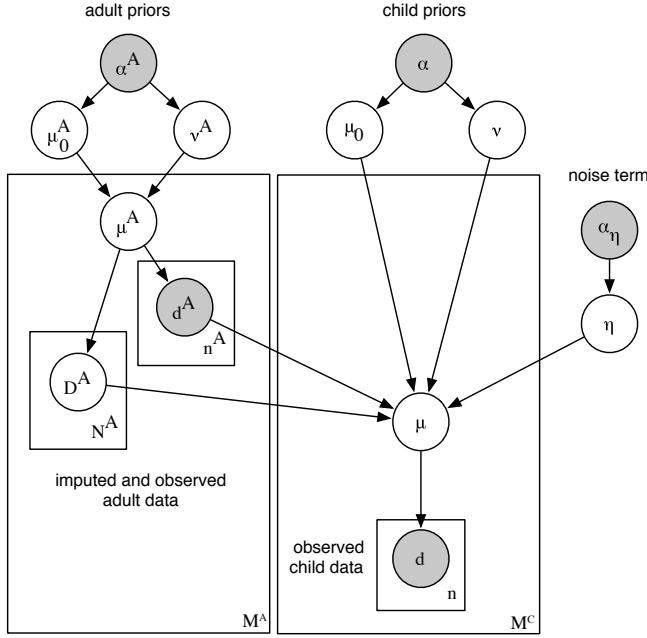 adult priors
child priors
α^A
α
μ_0^A
ν^A
μ_0
ν
noise term
μ^A
α_η
d^A
n^A
η
D^A
N^A
μ
imputed and observed
adult data
observed
child data
d
n
M^A
M^C